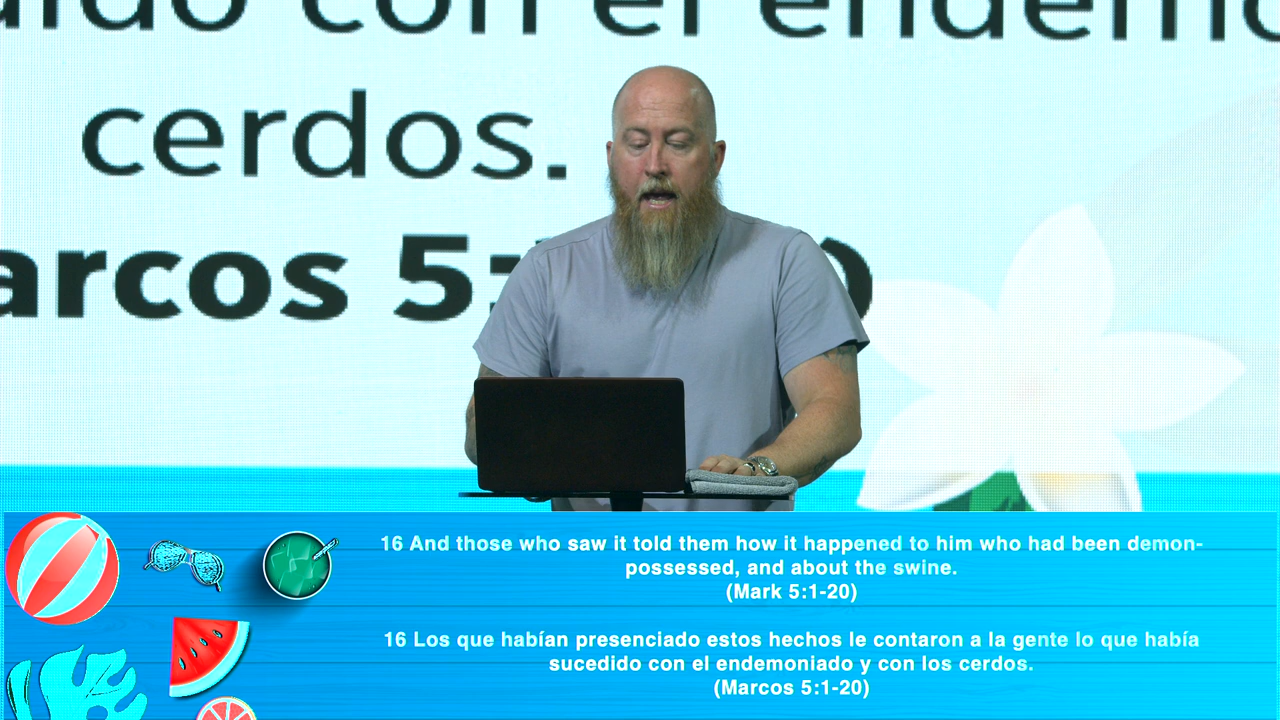 con el
cerdos.
16 And those who saw it told them how it happened to him who had been demon-
possessed, and about the swine.
(Mark 5:1-20)
16 Los que habían presenciado estos hechos le contaron a la gente lo que había
sucedido con el endemoniado y con los cerdos.
(Marcos 5:1-20)